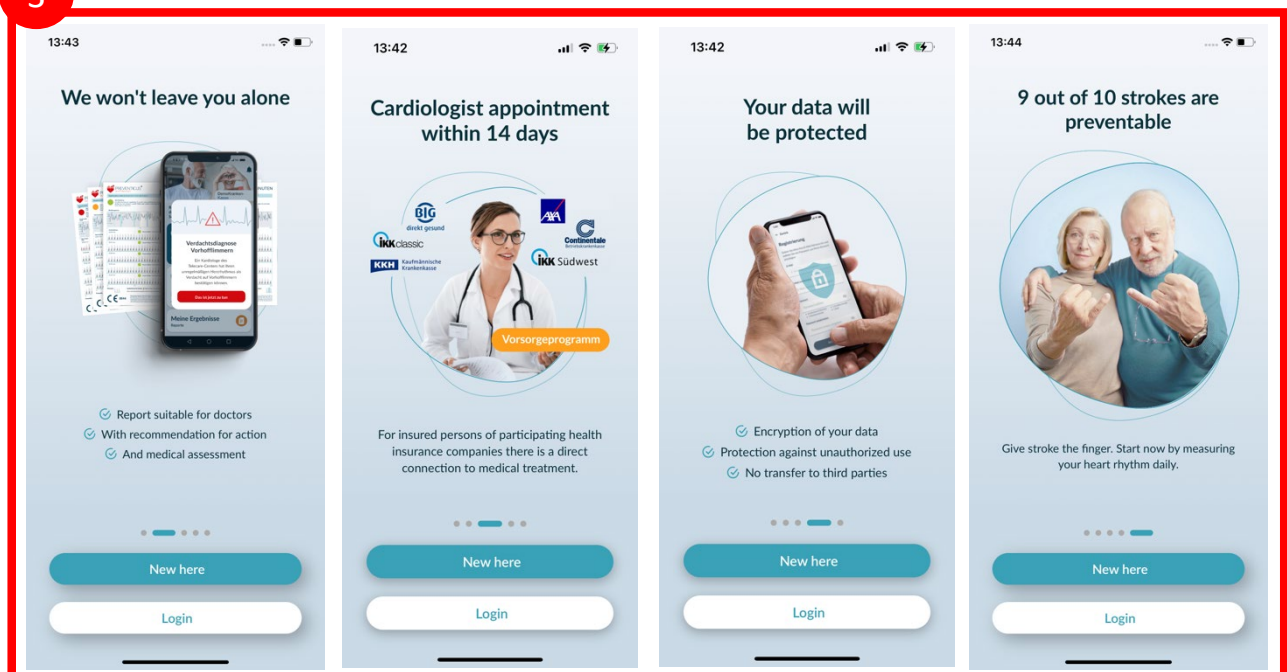 3
13:43
We won't leave you alone
PREVENTICUS
Verdachtsdiagnose
Vorhofflimmern
Meine Ergebnisse
CE
New here
Report suitable for doctors
With recommendation for action
And medical assessment
Login
13:42
Cardiologist appointment
within 14 days
BIG
direkt gesund
AXA
IKKclassic
Continentale
Betriebskrankenkasse
KKH Kaufmännische
Krankenkasse
IKK Südwest
Vorsorgeprogramm
For insured persons of participating health
insurance companies there is a direct
connection to medical treatment.
New here
Login
13:42
Your data will
be protected
Registrierung
Encryption of your data
Protection against unauthorized use
No transfer to third parties
New here
Login
13:44
9 out of 10 strokes are
preventable
Give stroke the finger. Start now by measuring
your heart rhythm daily.
New here
Login